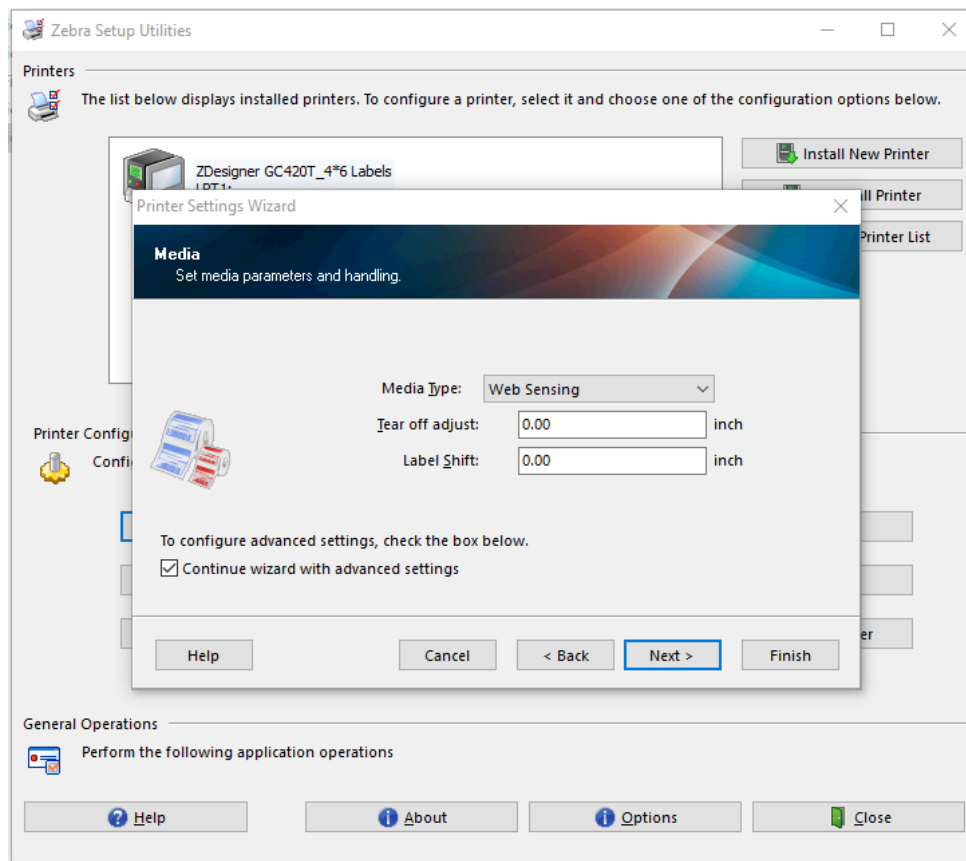 Zebra Setup Utilities
Printers
The list below displays installed printers. To configure a printer, select it and choose one of the configuration options below.
ZDesigner GC420T_4*6 Labels
LPT1:
Install New Printer
ll Printer
Printer List
Printer Settings Wizard
Media
Set media parameters and handling.
Media Type: Web Sensing
Tear off adjust: 0.00 inch
Label Shift: 0.00 inch
Printer Config
Confi
To configure advanced settings, check the box below.
Continue wizard with advanced settings
er
Help Cancel < Back Next > Finish
General Operations
Perform the following application operations
Help About Options Close